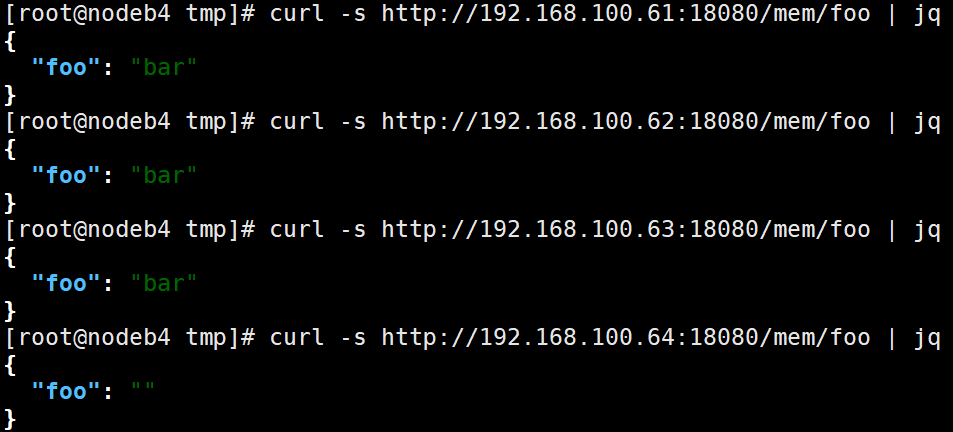 [root@nodeb4 tmp]# curl -s http://192.168.100.61:18080/mem/foo | jq
{
  "foo": "bar"
}
[root@nodeb4 tmp]# curl -s http://192.168.100.62:18080/mem/foo | jq
{
  "foo": "bar"
}
[root@nodeb4 tmp]# curl -s http://192.168.100.63:18080/mem/foo | jq
{
  "foo": "bar"
}
[root@nodeb4 tmp]# curl -s http://192.168.100.64:18080/mem/foo | jq
{
  "foo": ""
}